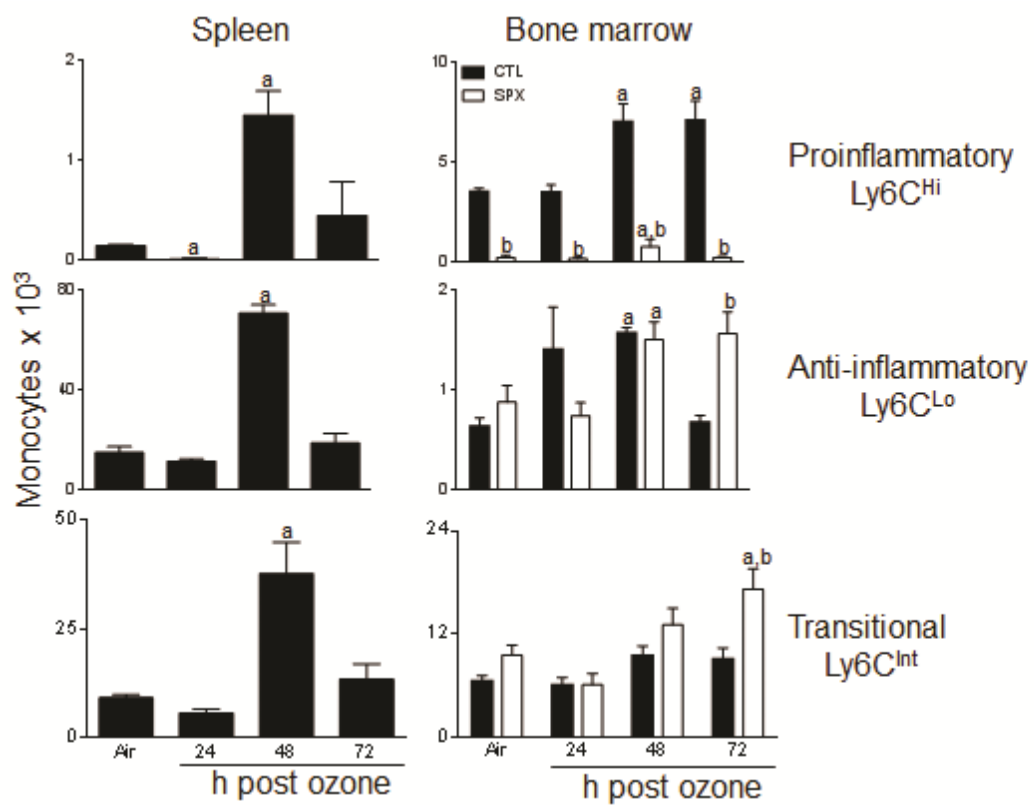 Spleen
Bone marrow
Monocytes x 10³
2
1
0
a
a
10
5
0
CTL
SPX
b
b
a
a,b
a
b
Proinflammatory
Ly6C^Hi
80
40
0
a
2
1
0
a
a
b
Anti-inflammatory
Ly6C^Lo
50
25
0
a
Air
24
48
72
h post ozone
24
12
0
a,b
Air
24
48
72
h post ozone
Transitional
Ly6C^Int